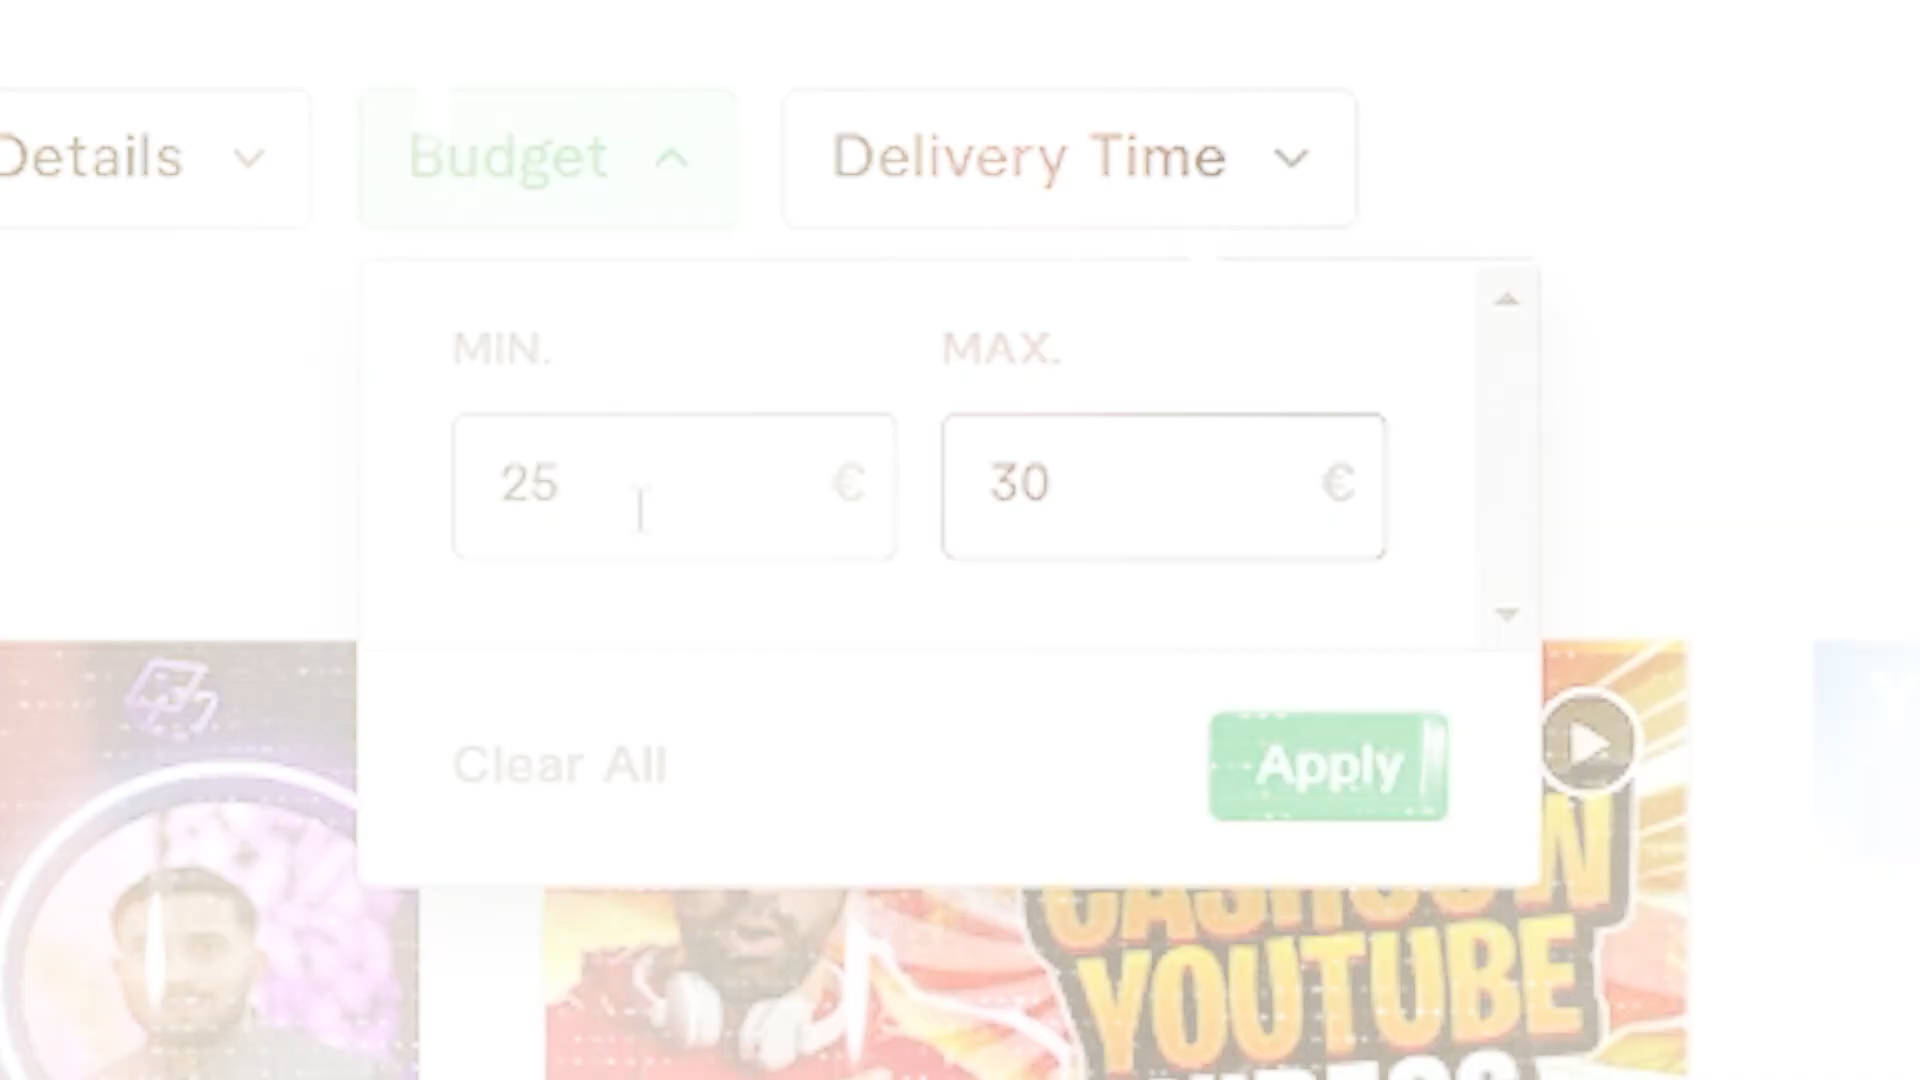 Details
Budget
Delivery Time
MIN.
MAX.
25 €
30 €
Clear All
Apply
YOUTUBE